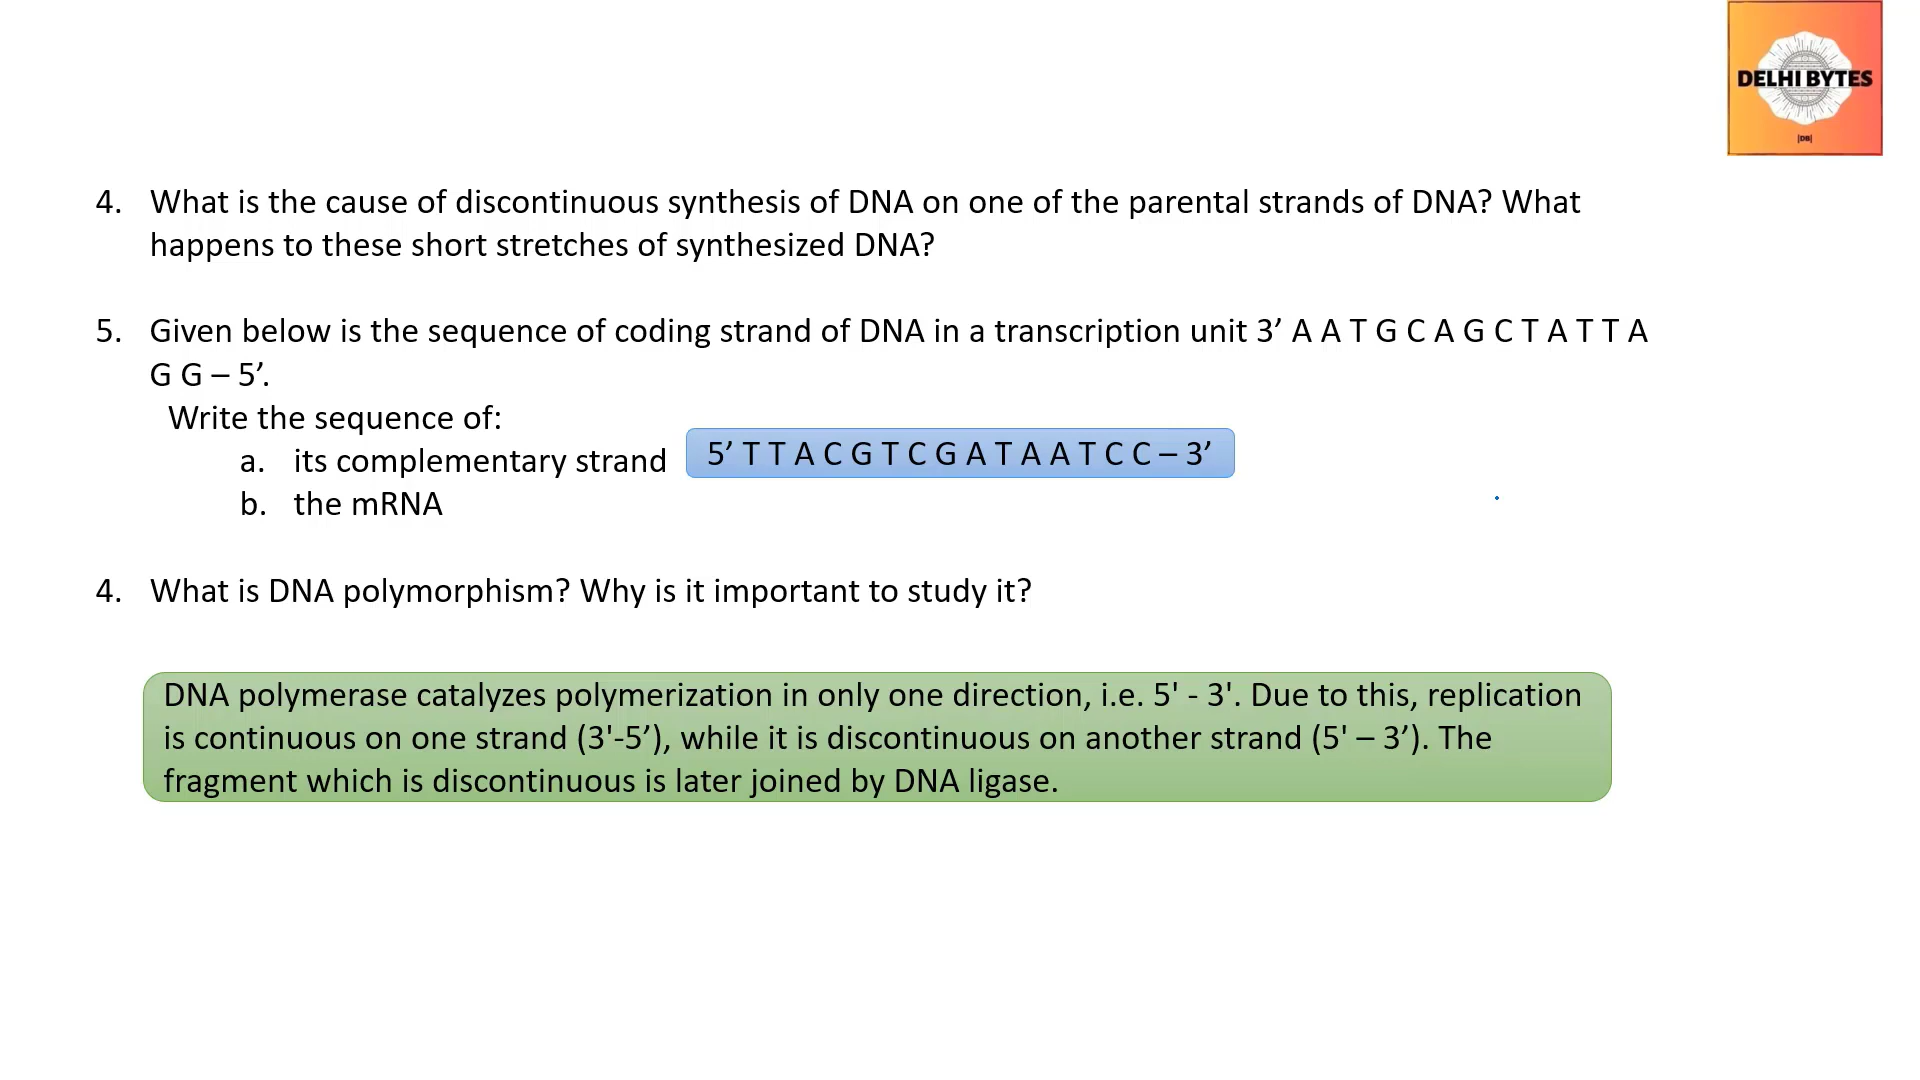 DELHI BYTES
|DB|
4. What is the cause of discontinuous synthesis of DNA on one of the parental strands of DNA? What
happens to these short stretches of synthesized DNA?
5. Given below is the sequence of coding strand of DNA in a transcription unit 3’ A A T G C A G C T A T T A
G G – 5’.
Write the sequence of:
a. its complementary strand 5’ T T A C G T C G A T A A T C C – 3’
b. the mRNA
4. What is DNA polymorphism? Why is it important to study it?
DNA polymerase catalyzes polymerization in only one direction, i.e. 5' - 3'. Due to this, replication
is continuous on one strand (3'-5’), while it is discontinuous on another strand (5' – 3’). The
fragment which is discontinuous is later joined by DNA ligase.